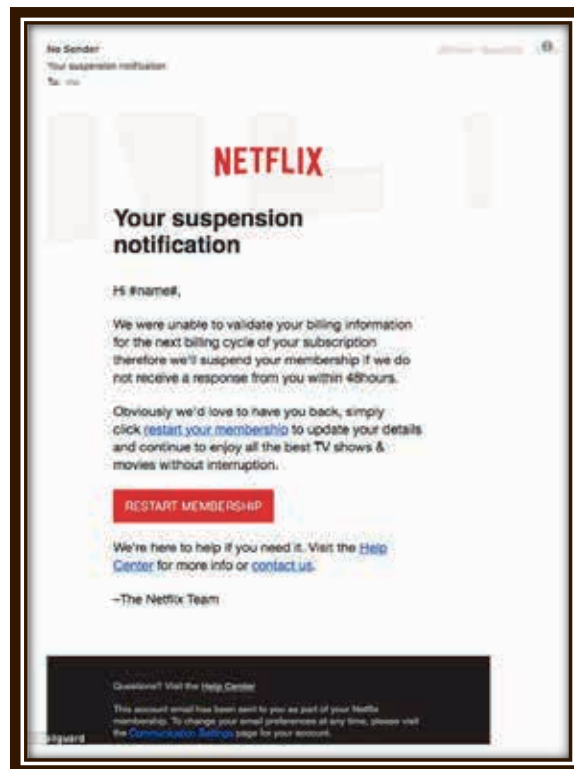 No Sender
Your suspension notification
To: me
NETFLIX
Your suspension
notification
Hi #name#,
We were unable to validate your billing information
for the next billing cycle of your subscription
therefore we'll suspend your membership if we do
not receive a response from you within 48hours.
Obviously we'd love to have you back, simply
click restart your membership to update your details
and continue to enjoy all the best TV shows &
movies without interruption.
RESTART MEMBERSHIP
We're here to help if you need it. Visit the Help
Center for more info or contact us.
–The Netflix Team
Questions? Visit the Help Center
This account email has been sent to you as part of your Netflix
membership. To change your email preferences at any time, please visit
the Communication Settings page for your account.